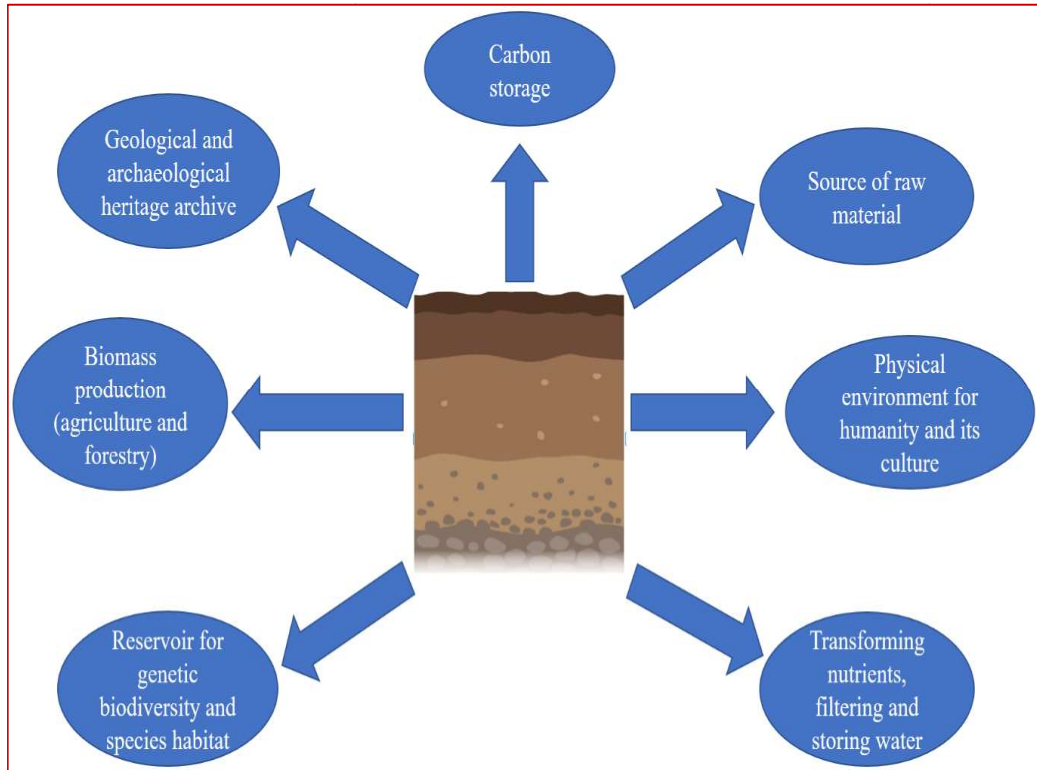 Carbon
storage
Geological and
archaeological
heritage archive
Source of raw
material
Biomass
production
(agriculture and
forestry)
Physical
environment for
humanity and its
culture
Reservoir for
genetic
biodiversity and
species habitat
Transforming
nutrients,
filtering and
storing water